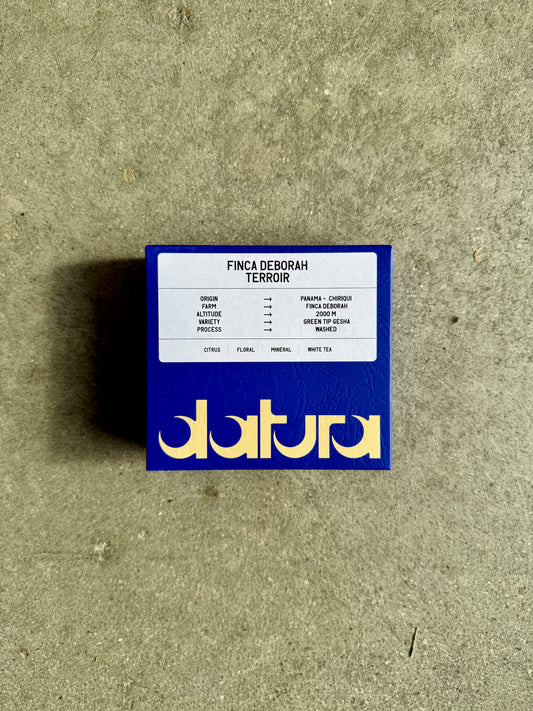 FINCA DEBORAH
TERROIR
ORIGIN → PANAMA - CHIRIQUI
FARM → FINCA DEBORAH
ALTITUDE → 2000 M
VARIETY → GREEN TIP GESHA
PROCESS → WASHED
CITRUS FLORAL MINERAL WHITE TEA
datura